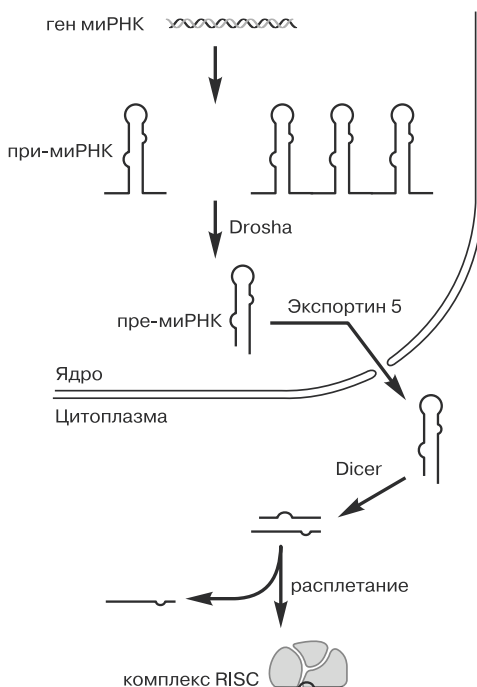 ген миРНК
при-миРНК
Drosha
Экспортин 5
пре-миРНК
Ядро
Цитоплазма
Dicer
расплетание
комплекс RISC